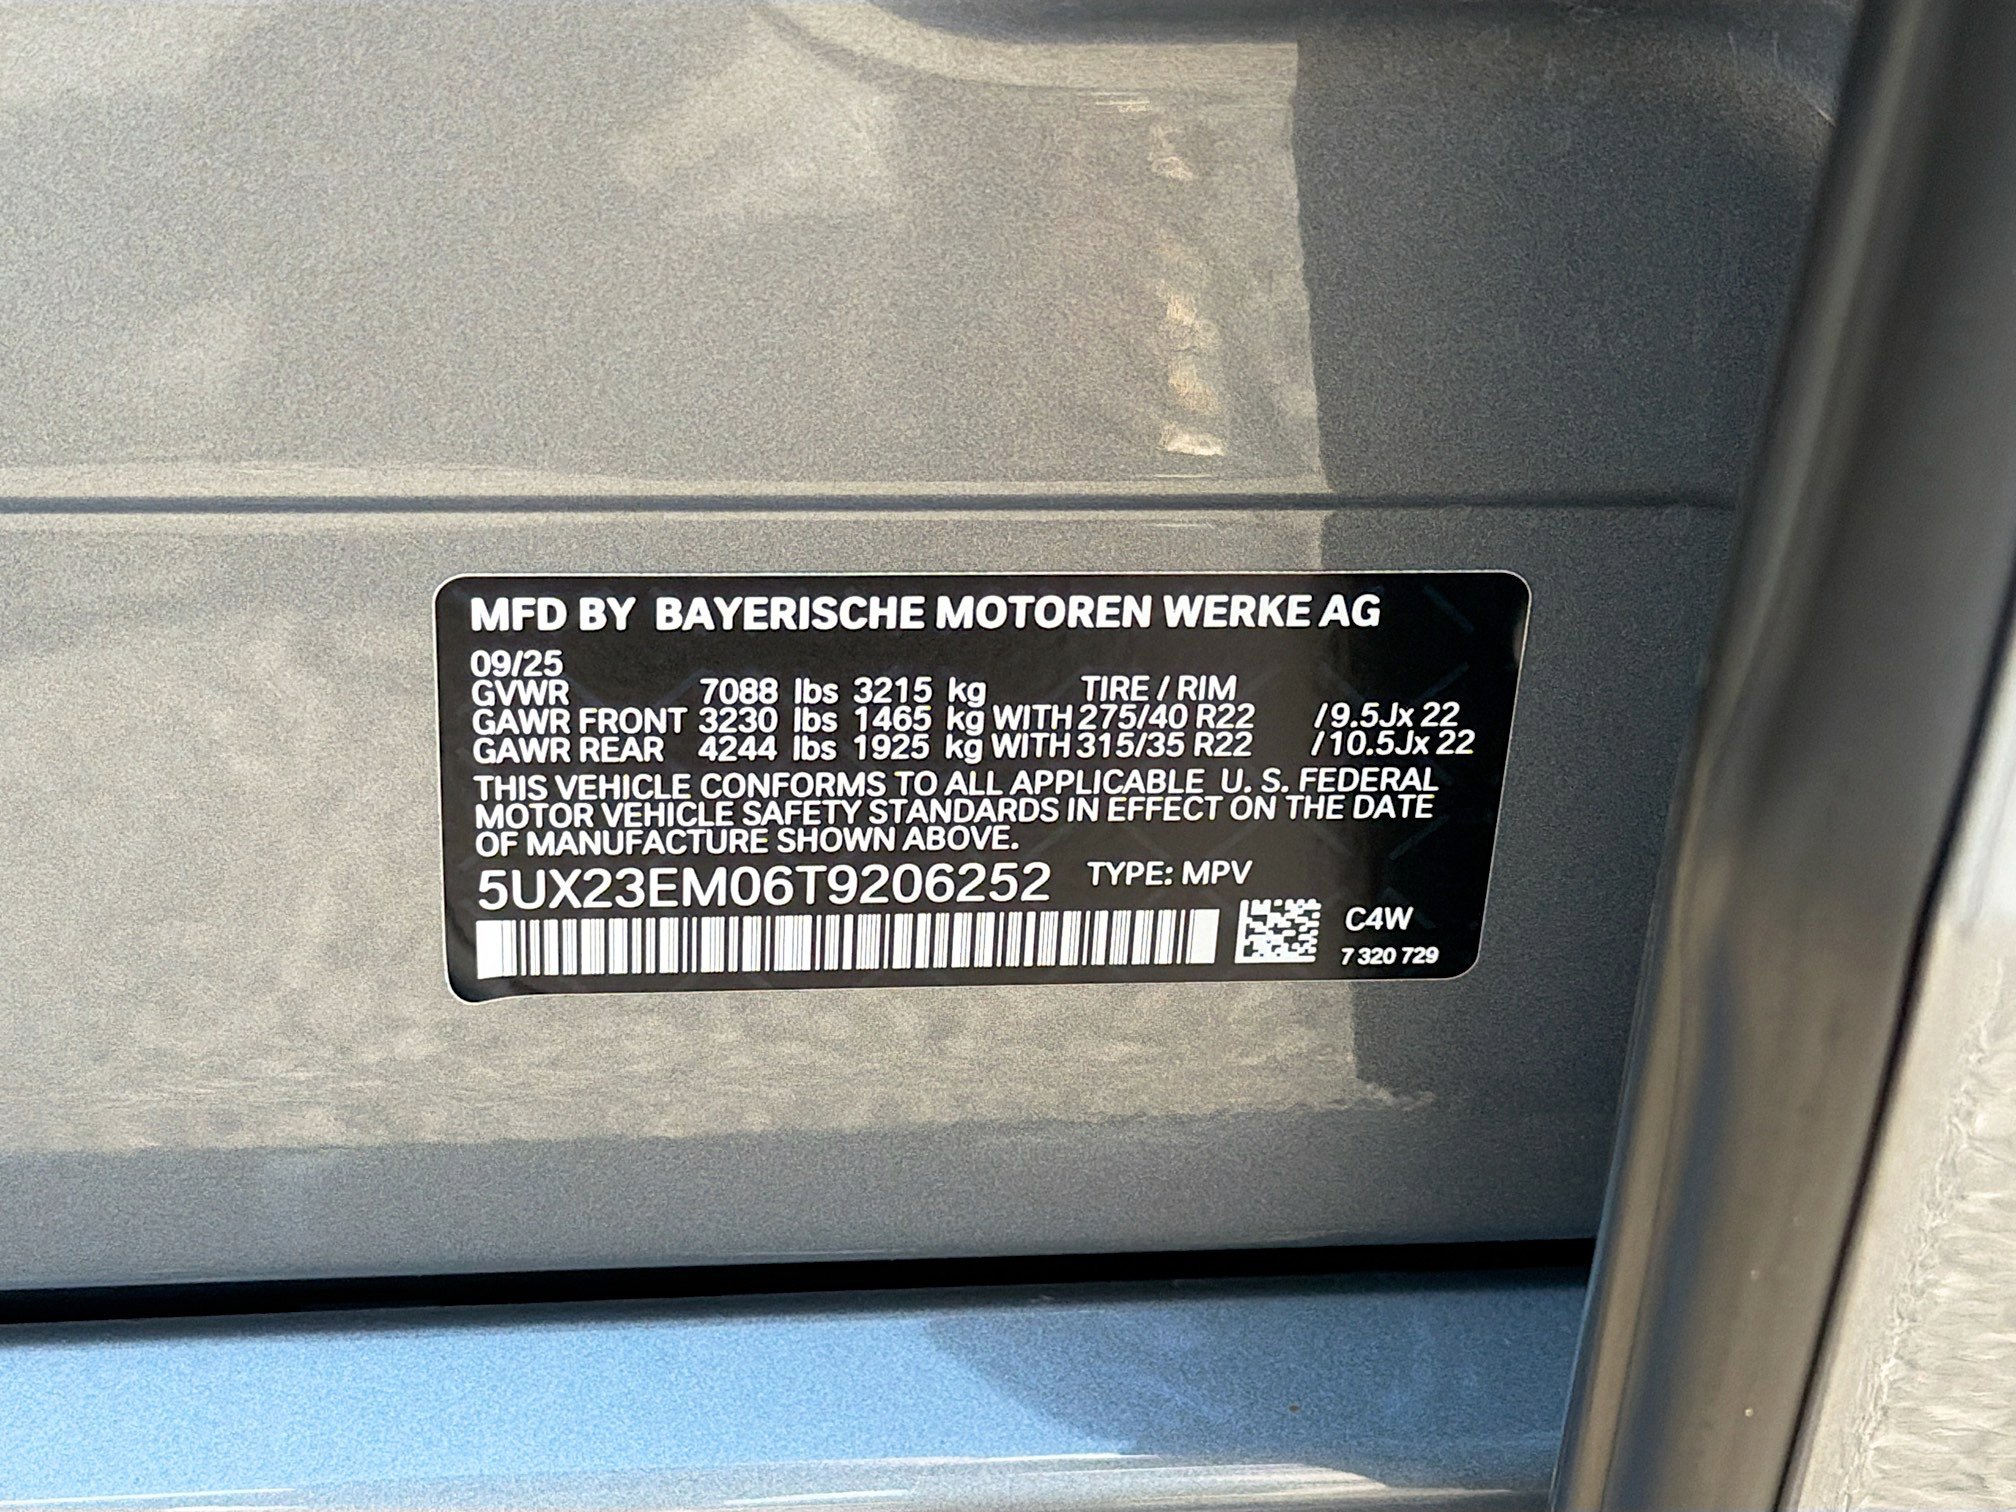 MFD BY BAYERISCHE MOTOREN WERKE AG
09/25
GVWR 7088 lbs 3215 kg TIRE / RIM
GAWR FRONT 3230 lbs 1465 kg WITH 275/40 R22 /9.5Jx 22
GAWR REAR 4244 lbs 1925 kg WITH 315/35 R22 /10.5Jx 22
THIS VEHICLE CONFORMS TO ALL APPLICABLE U. S. FEDERAL
MOTOR VEHICLE SAFETY STANDARDS IN EFFECT ON THE DATE
OF MANUFACTURE SHOWN ABOVE.
5UX23EM06T9206252 TYPE: MPV
C4W
7 320 729